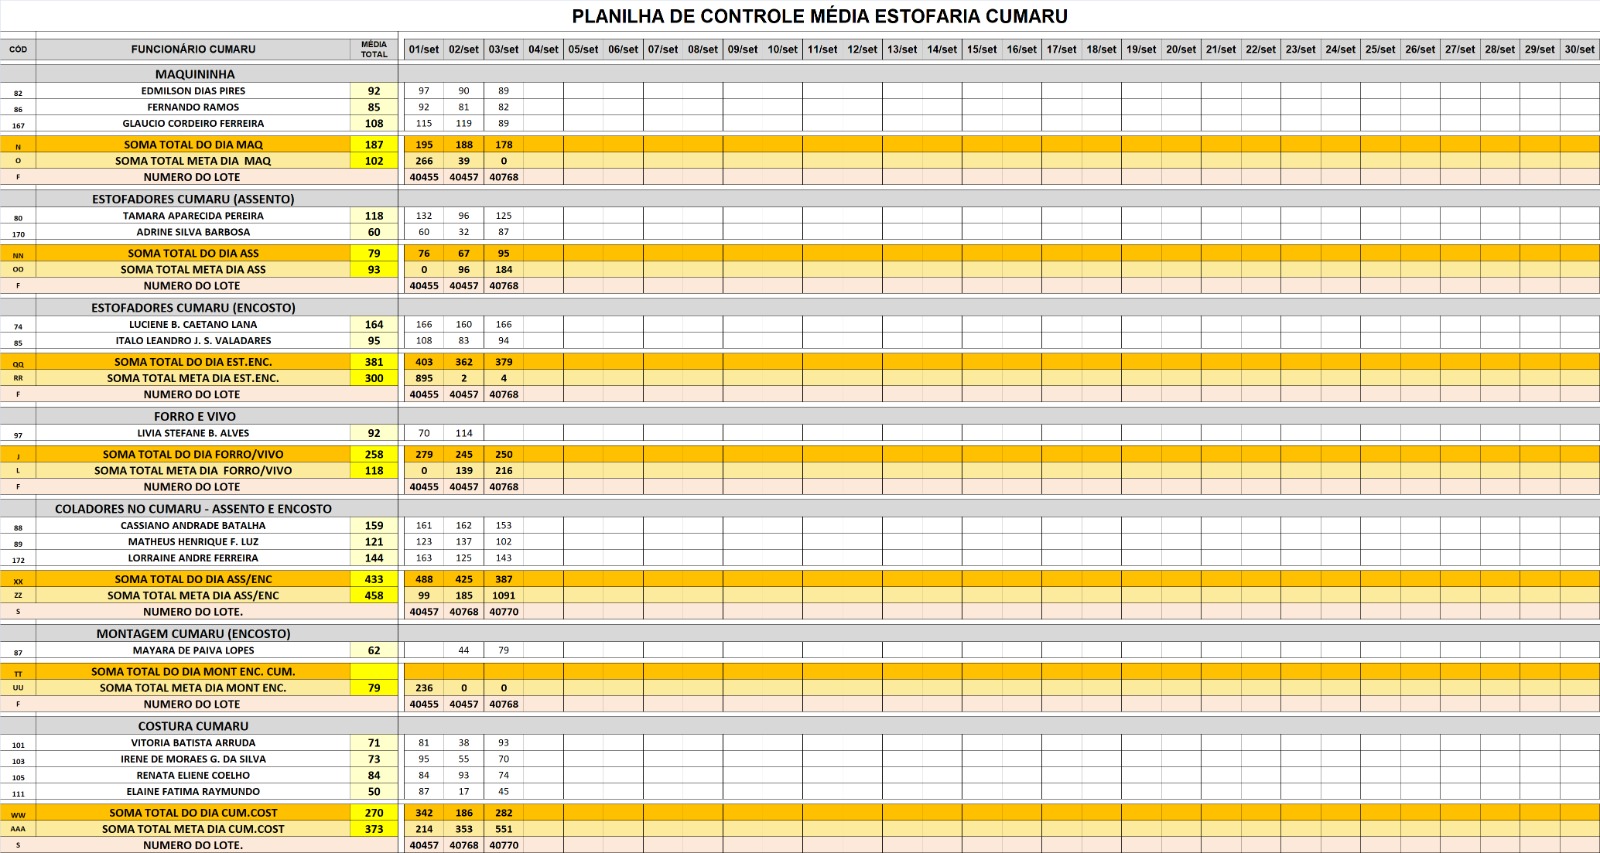 PLANILHA DE CONTROLE MÉDIA ESTOFARIA CUMARU
CÓD FUNCIONÁRIO CUMARU MÉDIA TOTAL 01/set 02/set 03/set 04/set 05/set 06/set 07/set 08/set 09/set 10/set 11/set 12/set 13/set 14/set 15/set 16/set 17/set 18/set 19/set 20/set 21/set 22/set 23/set 24/set 25/set 26/set 27/set 28/set 29/set 30/set
MAQUININHA
82 EDMILSON DIAS PIRES 92 97 90 89
86 FERNANDO RAMOS 85 92 81 82
167 GLAUCIO CORDEIRO FERREIRA 108 115 119 89
N SOMA TOTAL DO DIA MAQ 187 195 188 178
O SOMA TOTAL META DIA MAQ 102 266 39 0
F NUMERO DO LOTE 40455 40457 40768
ESTOFADORES CUMARU (ASSENTO)
80 TAMARA APARECIDA PEREIRA 118 132 96 125
170 ADRINE SILVA BARBOSA 60 60 32 87
NN SOMA TOTAL DO DIA ASS 79 76 67 95
OO SOMA TOTAL META DIA ASS 93 0 96 184
F NUMERO DO LOTE 40455 40457 40768
ESTOFADORES CUMARU (ENCOSTO)
74 LUCIENE B. CAETANO LANA 164 166 160 166
85 ITALO LEANDRO J. S. VALADARES 95 108 83 94
QQ SOMA TOTAL DO DIA EST.ENC. 381 403 362 379
RR SOMA TOTAL META DIA EST.ENC. 300 895 2 4
F NUMERO DO LOTE 40455 40457 40768
FORRO E VIVO
97 LIVIA STEFANE B. ALVES 92 70 114
J SOMA TOTAL DO DIA FORRO/VIVO 258 279 245 250
L SOMA TOTAL META DIA FORRO/VIVO 118 0 139 216
F NUMERO DO LOTE 40455 40457 40768
COLADORES NO CUMARU - ASSENTO E ENCOSTO
88 CASSIANO ANDRADE BATALHA 159 161 162 153
89 MATHEUS HENRIQUE F. LUZ 121 123 137 102
172 LORRAINE ANDRE FERREIRA 144 163 125 143
XX SOMA TOTAL DO DIA ASS/ENC 433 488 425 387
ZZ SOMA TOTAL META DIA ASS/ENC 458 99 185 1091
S NUMERO DO LOTE. 40457 40768 40770
MONTAGEM CUMARU (ENCOSTO)
87 MAYARA DE PAIVA LOPES 62 44 79
TT SOMA TOTAL DO DIA MONT ENC. CUM.
UU SOMA TOTAL META DIA MONT ENC. 79 236 0 0
F NUMERO DO LOTE 40455 40457 40768
COSTURA CUMARU
101 VITORIA BATISTA ARRUDA 71 81 38 93
103 IRENE DE MORAES G. DA SILVA 73 95 55 70
105 RENATA ELIENE COELHO 84 84 93 74
111 ELAINE FATIMA RAYMUNDO 50 87 17 45
WW SOMA TOTAL DO DIA CUM.COST 270 342 186 282
AAA SOMA TOTAL META DIA CUM.COST 373 214 353 551
S NUMERO DO LOTE. 40457 40768 40770